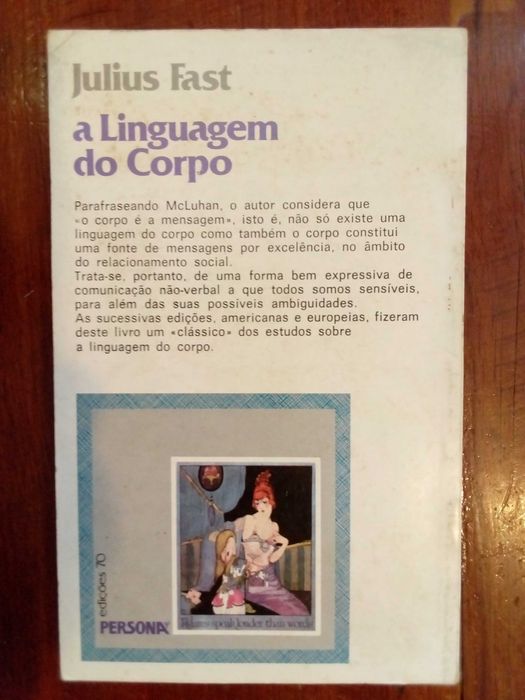 Julius Fast
a Linguagem
do Corpo
Parafraseando McLuhan, o autor considera que
«o corpo é a mensagem», isto é, não só existe uma
linguagem do corpo como também o corpo constitui
uma fonte de mensagens por excelência, no âmbito
do relacionamento social.
Trata-se, portanto, de uma forma bem expressiva de
comunicação não-verbal a que todos somos sensíveis,
para além das suas possíveis ambiguidades.
As sucessivas edições, americanas e europeias, fizeram
deste livro um «clássico» dos estudos sobre
a linguagem do corpo.
edições 70
PERSONA
speak louder than words